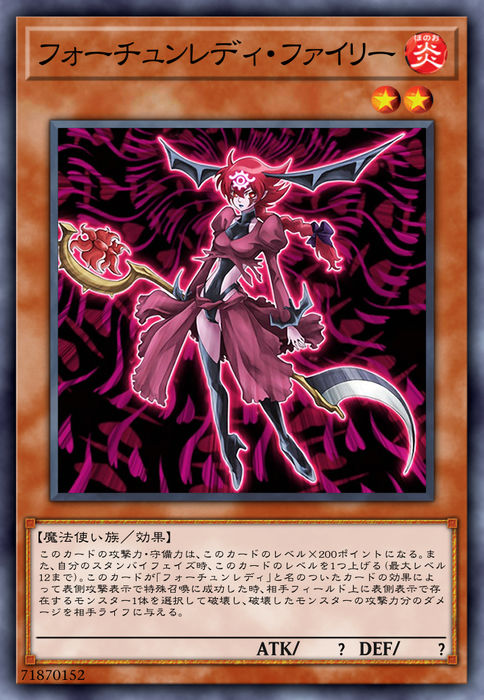 フォーチュンレディ・ファイリー
ほのお
炎
【魔法使い族／効果】
このカードの攻撃力・守備力は、このカードのレベル×200ポイントになる。ま
た、自分のスタンバイフェイズ時、このカードのレベルを1つ上げる(最大レベル
12まで)。このカードが「フォーチュンレディ」と名のついたカードの効果によ
って表側攻撃表示で特殊召喚に成功した時、相手フィールド上に表側表示で存
在するモンスター1体を選択して破壊し、破壊したモンスターの攻撃力分のダメ
ージを相手ライフに与える。
ATK/ ? DEF/ ?
71870152